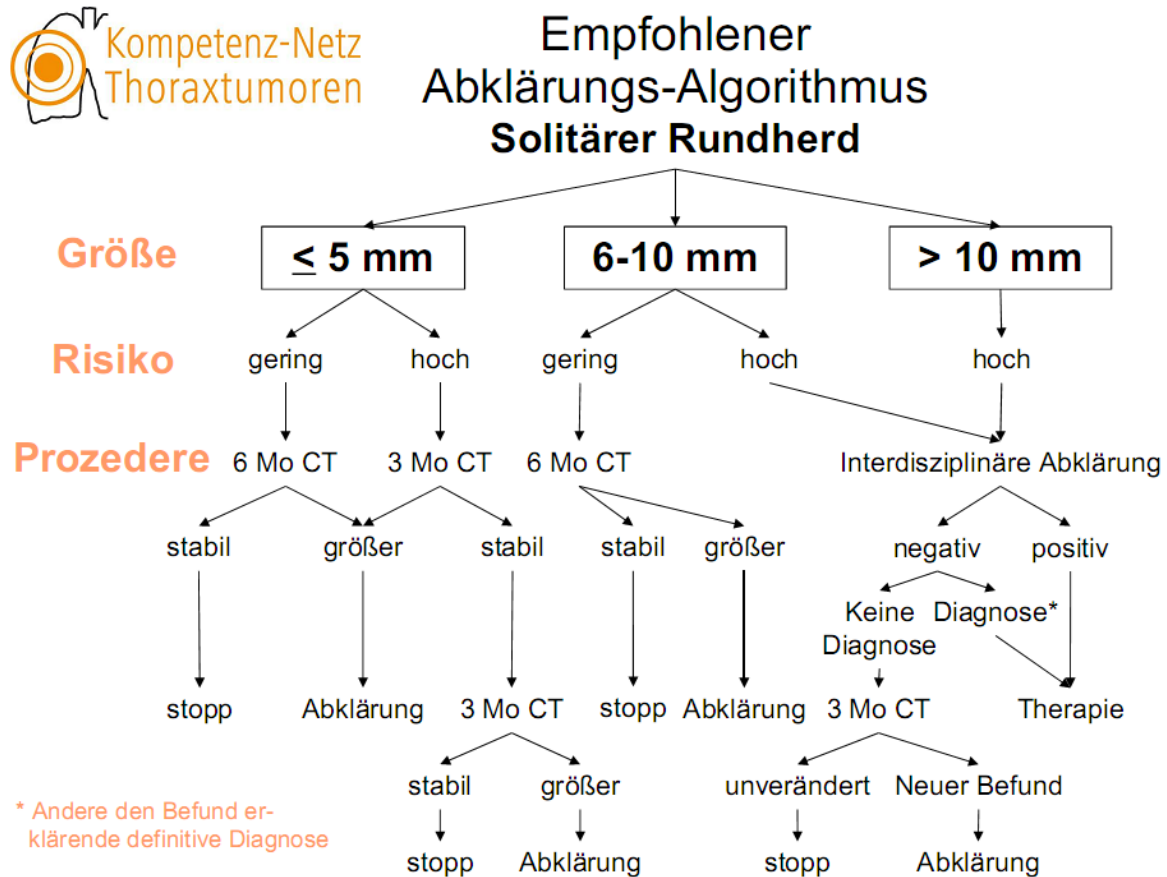 Kompetenz-Netz
Thoraxtumoren
Empfohlener
Abklärungs-Algorithmus
Solitärer Rundherd
Größe
≤ 5 mm
6-10 mm
> 10 mm
Risiko
gering
hoch
gering
hoch
hoch
Prozedere
6 Mo CT
3 Mo CT
6 Mo CT
Interdisziplinäre Abklärung
stabil
größer
stabil
stabil
größer
negativ
positiv
Keine
Diagnose
Diagnose*
stopp
Abklärung
3 Mo CT
stopp
Abklärung
3 Mo CT
Therapie
stabil
größer
unverändert
Neuer Befund
* Andere den Befund er-
klärende definitive Diagnose
stopp
Abklärung
stopp
Abklärung